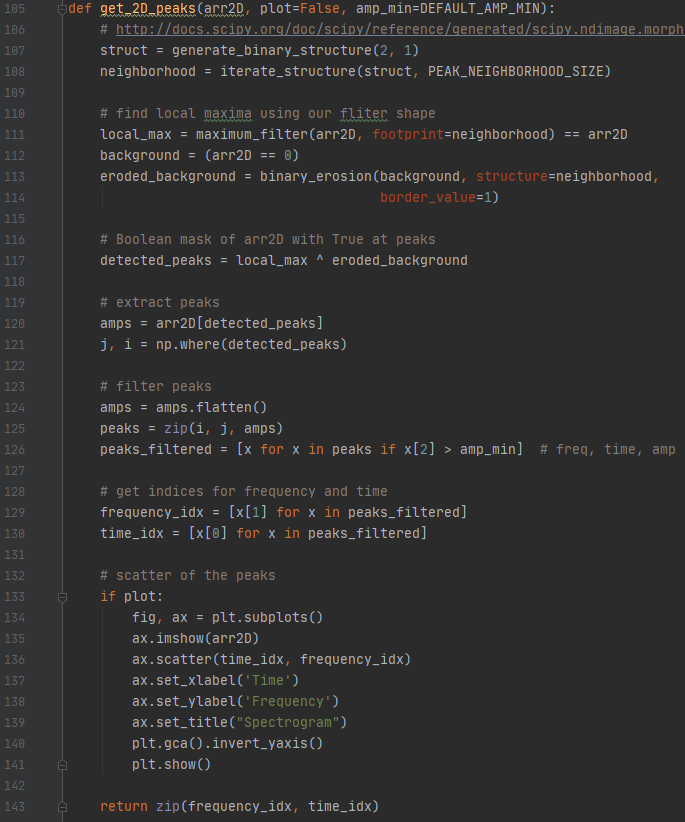 105 def get_2D_peaks(arr2D, plot=False, amp_min=DEFAULT_AMP_MIN):
106     # http://docs.scipy.org/doc/scipy/reference/generated/scipy.ndimage.morph
107     struct = generate_binary_structure(2, 1)
108     neighborhood = iterate_structure(struct, PEAK_NEIGHBORHOOD_SIZE)
109
110     # find local maxima using our fliter shape
111     local_max = maximum_filter(arr2D, footprint=neighborhood) == arr2D
112     background = (arr2D == 0)
113     eroded_background = binary_erosion(background, structure=neighborhood,
114                                        border_value=1)
115
116     # Boolean mask of arr2D with True at peaks
117     detected_peaks = local_max ^ eroded_background
118
119     # extract peaks
120     amps = arr2D[detected_peaks]
121     j, i = np.where(detected_peaks)
122
123     # filter peaks
124     amps = amps.flatten()
125     peaks = zip(i, j, amps)
126     peaks_filtered = [x for x in peaks if x[2] > amp_min]  # freq, time, amp
127
128     # get indices for frequency and time
129     frequency_idx = [x[1] for x in peaks_filtered]
130     time_idx = [x[0] for x in peaks_filtered]
131
132     # scatter of the peaks
133     if plot:
134         fig, ax = plt.subplots()
135         ax.imshow(arr2D)
136         ax.scatter(time_idx, frequency_idx)
137         ax.set_xlabel('Time')
138         ax.set_ylabel('Frequency')
139         ax.set_title("Spectrogram")
140         plt.gca().invert_yaxis()
141         plt.show()
142
143     return zip(frequency_idx, time_idx)